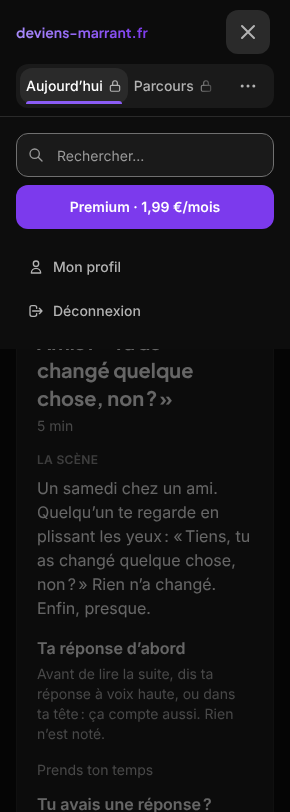 deviens-marrant.fr
Aujourd’hui Parcours ···
Rechercher...
Premium · 1,99 €/mois
Mon profil
Déconnexion
changé quelque
chose, non ? »
5 min
LA SCÈNE
Un samedi chez un ami.
Quelqu’un te regarde en
plissant les yeux : « Tiens, tu
as changé quelque chose,
non ? » Rien n’a changé.
Enfin, presque.
Ta réponse d’abord
Avant de lire la suite, dis ta
réponse à voix haute, ou dans
ta tête : ça compte aussi. Rien
n’est noté.
Prends ton temps
Tu avais une réponse ?